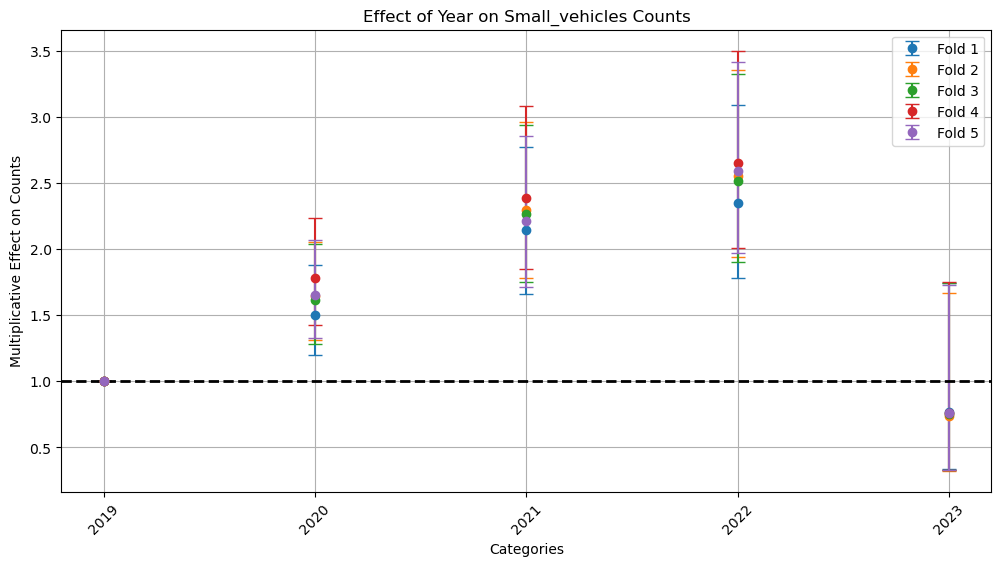 Effect of Year on Small_vehicles Counts
Multiplicative Effect on Counts
3.5
3.0
2.5
2.0
1.5
1.0
0.5
Fold 1
Fold 2
Fold 3
Fold 4
Fold 5
2019
2020
2021
2022
2023
Categories